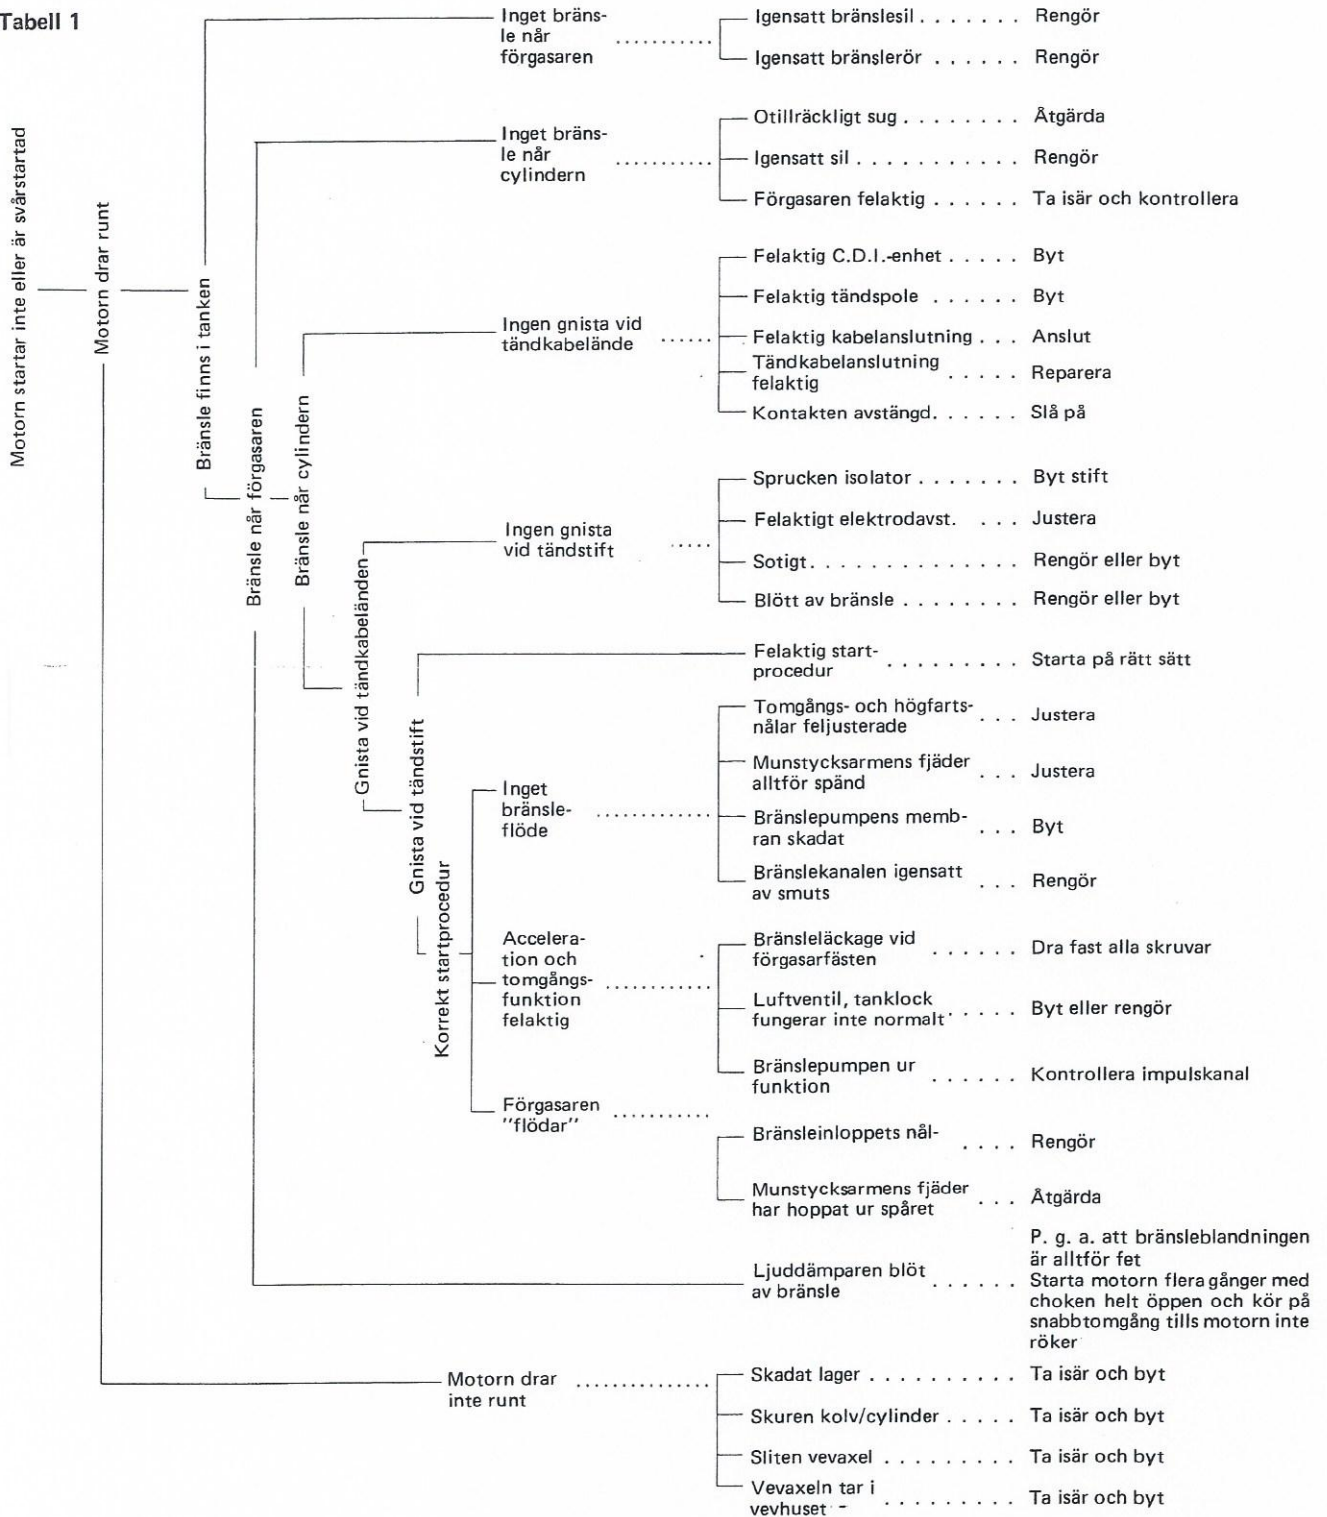 Tabell 1
Motorn startar inte eller är svårstartad
Motorn drar runt
Bränsle finns i tanken
Bränsle når förgasaren
Bränsle når cylindern
Gnista vid tändkabeländen
Gnista vid tändstift
Korrekt startprocedur
Inget bräns-
le når
förgasaren ............
Igensatt bränslesil . . . . . . . Rengör
Igensatt bränslerör . . . . . . Rengör
Inget bräns-
le når
cylindern ............
Otillräckligt sug . . . . . . . . Åtgärda
Igensatt sil . . . . . . . . . . . Rengör
Förgasaren felaktig . . . . . . Ta isär och kontrollera
Ingen gnista vid
tändkabelände ......
Felaktig C.D.I.-enhet . . . . . Byt
Felaktig tändspole . . . . . . Byt
Felaktig kabelanslutning . . . Anslut
Tändkabelanslutning
felaktig . . . . . Reparera
Kontakten avstängd. . . . . . Slå på
Ingen gnista
vid tändstift .....
Sprucken isolator . . . . . . . Byt stift
Felaktigt elektrodavst. . . . Justera
Sotigt. . . . . . . . . . . . . . Rengör eller byt
Blött av bränsle . . . . . . . . Rengör eller byt
Felaktig start-
procedur . . . . . . . . . Starta på rätt sätt
Inget
bränsle-
flöde ..............
Tomgångs- och högfarts-
nålar feljusterade . . . Justera
Munstycksarmens fjäder
alltför spänd . . . Justera
Bränslepumpens memb-
ran skadat . . . Byt
Bränslekanalen igensatt
av smuts . . . Rengör
Accelera-
tion och
tomgångs-
funktion
felaktig .............
Bränsleläckage vid
förgasarfästen . . . . . . Dra fast alla skruvar
Luftventil, tanklock
fungerar inte normalt . . . . . Byt eller rengör
Bränslepumpen ur
funktion . . . . . . Kontrollera impulskanal
Förgasaren
"flödar" ............
Bränsleinloppets nål- . . . . Rengör
Munstycksarmens fjäder
har hoppat ur spåret . . . Åtgärda
Ljuddämparen blöt
av bränsle . . . . . .
P. g. a. att bränsleblandningen
är alltför fet
Starta motorn flera gånger med
choken helt öppen och kör på
snabbtomgång tills motorn inte
röker
Motorn drar
inte runt .................
Skadat lager . . . . . . . . . . Ta isär och byt
Skuren kolv/cylinder . . . . . Ta isär och byt
Sliten vevaxel . . . . . . . . . Ta isär och byt
Vevaxeln tar i
vevhuset . . . . . . . . . Ta isär och byt